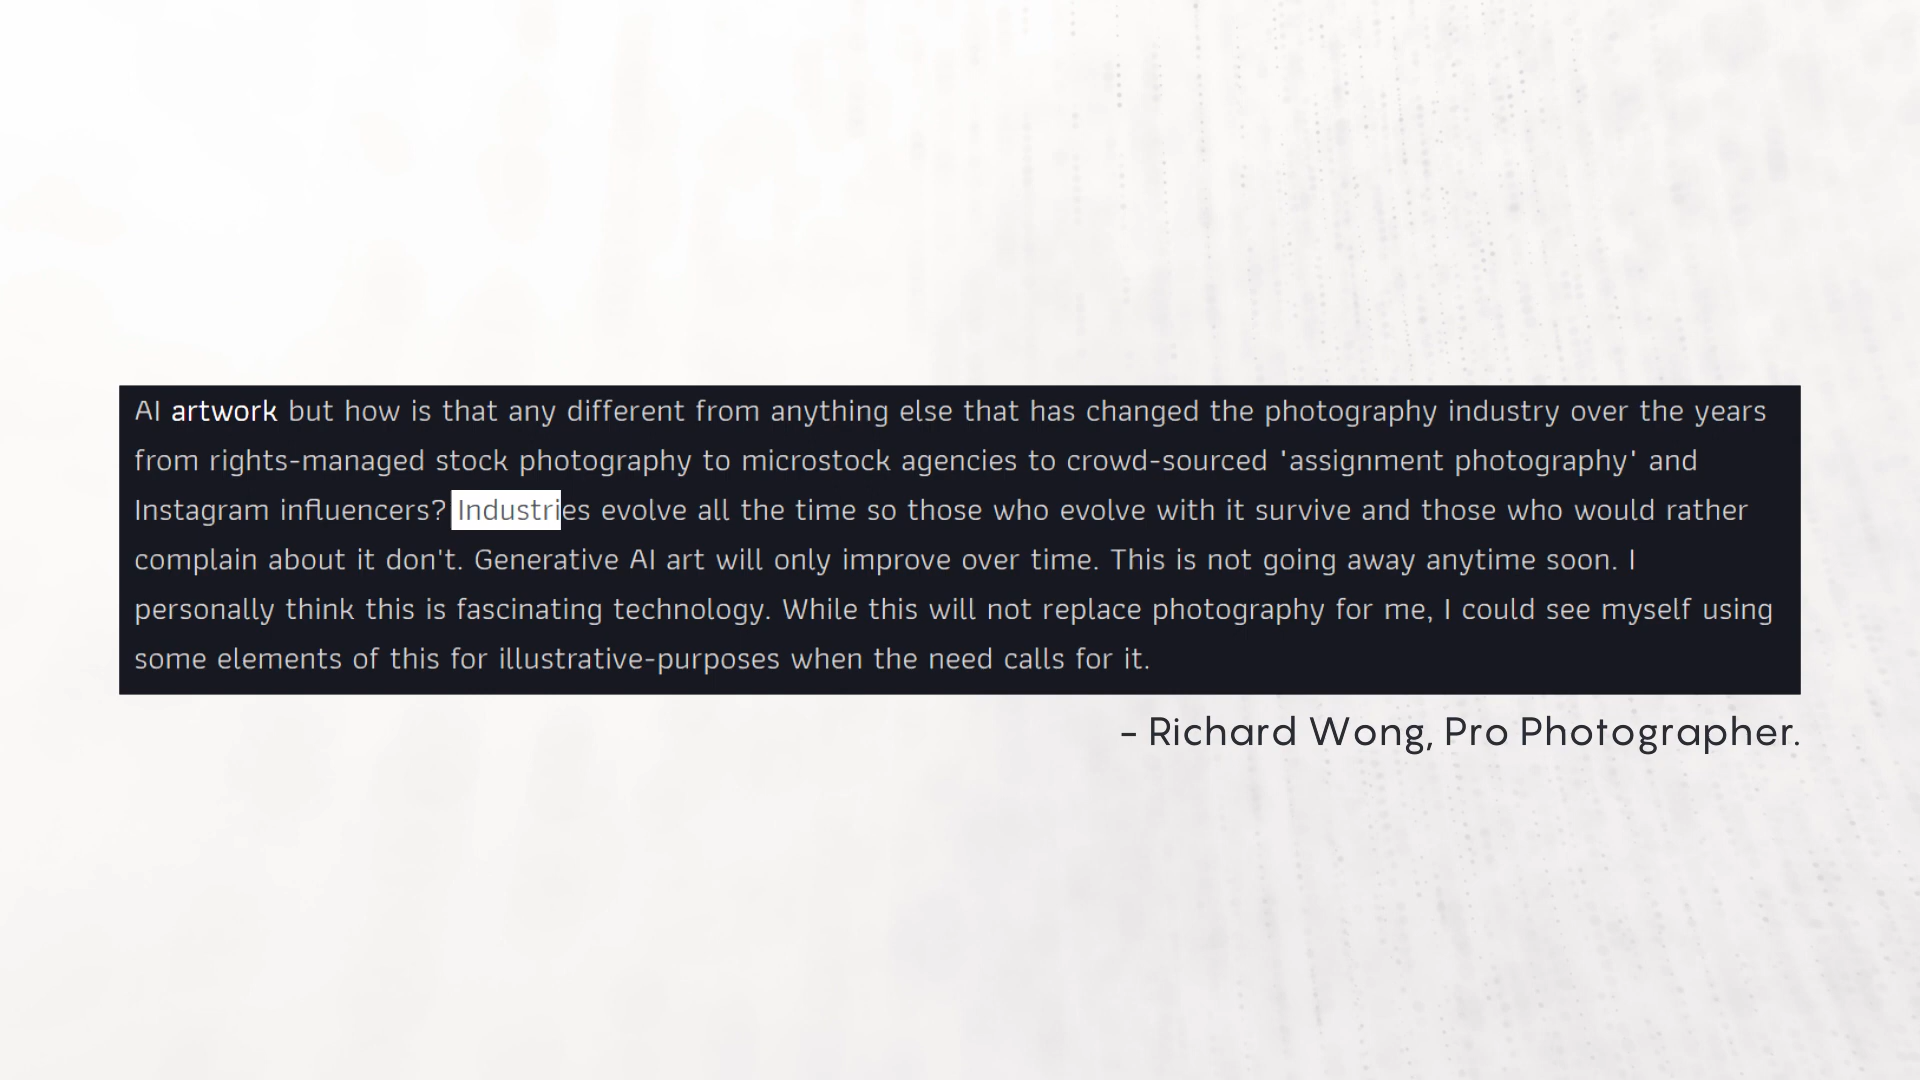 AI artwork but how is that any different from anything else that has changed the photography industry over the years
from rights-managed stock photography to microstock agencies to crowd-sourced 'assignment photography' and
Instagram influencers? Industries evolve all the time so those who evolve with it survive and those who would rather
complain about it don't. Generative AI art will only improve over time. This is not going away anytime soon. I
personally think this is fascinating technology. While this will not replace photography for me, I could see myself using
some elements of this for illustrative-purposes when the need calls for it.
- Richard Wong, Pro Photographer.